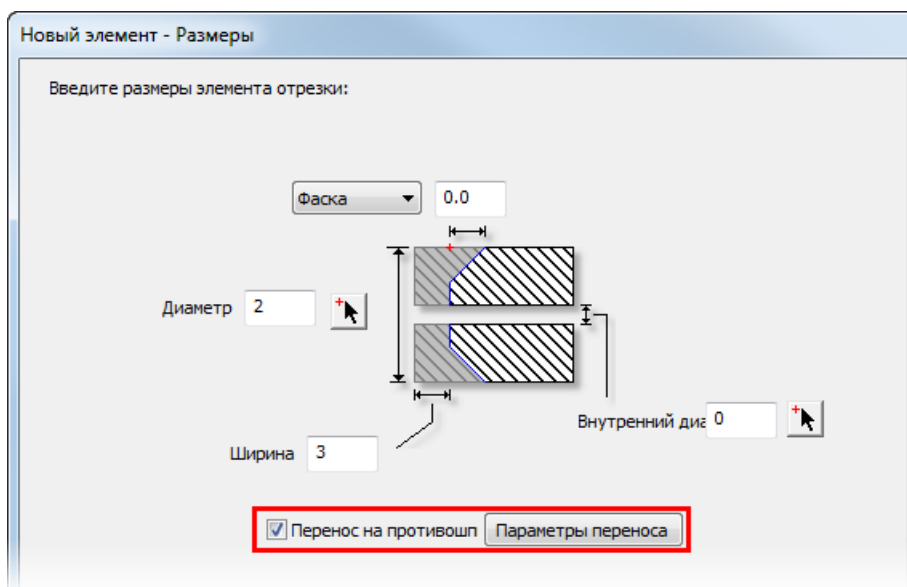 Новый элемент - Размеры
Введите размеры элемента отрезки:
Фаска 0.0
Диаметр 2
Внутренний диа 0
Ширина 3
Перенос на противошп Параметры переноса